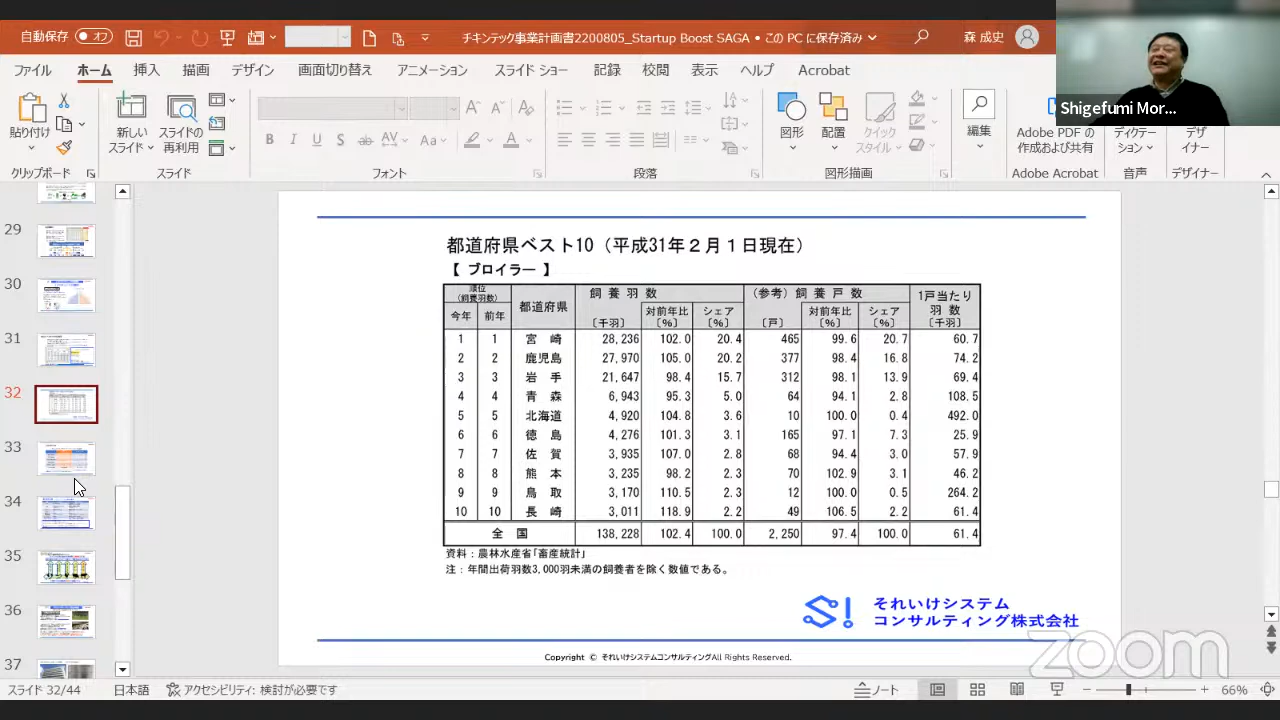 自動保存 オフ
チキンテック事業計画書2200805_Startup Boost SAGA • この PC に保存済み
森 成史
ファイル ホーム 挿入 描画 デザイン 画面切り替え アニメーション スライド ショー 記録 校閲 表示 ヘルプ Acrobat
Shigefumi Mor...
貼り付け
新しい スライド
スライドの 再利用
B I U S ab AV Aa A
図形 配置 クイック スタイル
編集
Adobe PDF の 作成および共有
ディクテー ション
デザ イナー
クリップボード スライド フォント 段落 図形描画 Adobe Acrobat 音声 デザイナー
29
30
31
32
33
34
35
36
37
都道府県ベスト10（平成31年２月１日現在）
【 ブロイラー 】
順位 (飼養羽数) 都道府県 飼 養 羽 数 (参考) 飼 養 戸 数 1戸当たり 羽 数 〔千羽〕
今年 前年 〔千羽〕 対前年比 〔%〕 シェア 〔%〕 〔戸〕 対前年比 〔%〕 シェア 〔%〕
1 1 宮 崎 28,236 102.0 20.4 465 99.6 20.7 60.7
2 2 鹿児島 27,970 105.0 20.2 377 98.4 16.8 74.2
3 3 岩 手 21,647 98.4 15.7 312 98.1 13.9 69.4
4 4 青 森 6,943 95.3 5.0 64 94.1 2.8 108.5
5 5 北海道 4,920 104.8 3.6 10 100.0 0.4 492.0
6 6 徳 島 4,276 101.3 3.1 165 97.1 7.3 25.9
7 7 佐 賀 3,935 107.0 2.8 68 94.4 3.0 57.9
8 8 熊 本 3,235 98.2 2.3 70 102.9 3.1 46.2
9 9 鳥 取 3,170 110.5 2.3 12 100.0 0.5 264.2
10 10 長 崎 3,011 118.9 2.2 49 106.5 2.2 61.4
全 国 138,228 102.4 100.0 2,250 97.4 100.0 61.4
資料：農林水産省「畜産統計」
注：年間出荷羽数3,000羽未満の飼養者を除く数値である。
S! それいけシステム
コンサルティング株式会社
Copyright © それいけシステムコンサルティングAll Rights Reserved.
zoom
スライド 32/44 日本語 アクセシビリティ: 検討が必要です ノート 66%